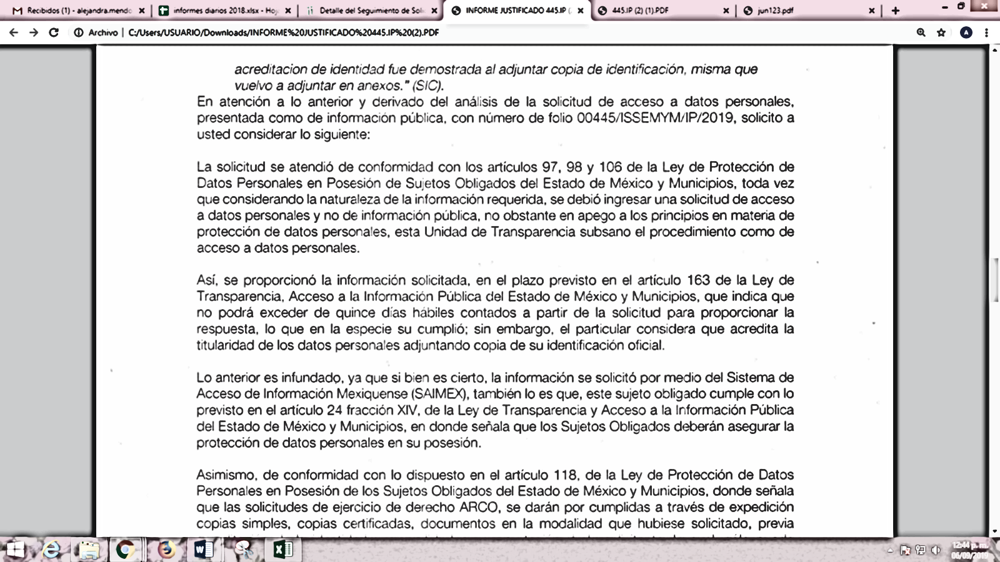 Recibidos (1) - alejandra.mend
informes diarios 2018.xlsx - Ho
Detalle del Seguimiento de Soli
INFORME JUSTIFICADO 445.IP (
445.IP (2) (1).PDF
jun123.pdf
Archivo | C:/Users/USUARIO/Downloads/INFORME%20JUSTIFICADO%20445.IP%20(2).PDF
A
acreditacion de identidad fue demostrada al adjuntar copia de identificación, misma que
vuelvo a adjuntar en anexos." (SIC).
En atención a lo anterior y derivado del análisis de la solicitud de acceso a datos personales,
presentada como de información pública, con número de folio 00445/ISSEMYM/IP/2019, solicito a
usted considerar lo siguiente:
La solicitud se atendió de conformidad con los artículos 97, 98 y 106 de la Ley de Protección de
Datos Personales en Posesión de Sujetos Obligados del Estado de México y Municipios, toda vez
que considerando la naturaleza de la información requerida, se debió ingresar una solicitud de acceso
a datos personales y no de información pública, no obstante en apego a los principios en materia de
protección de datos personales, esta Unidad de Transparencia subsano el procedimiento como de
acceso a datos personales.
Así, se proporcionó la información solicitada, en el plazo previsto en el artículo 163 de la Ley de
Transparencia, Acceso a la Información Pública del Estado de México y Municipios, que indica que
no podrá exceder de quince días hábiles contados a partir de la solicitud para proporcionar la
respuesta, lo que en la especie su cumplió; sin embargo, el particular considera que acredita la
titularidad de los datos personales adjuntando copia de su identificación oficial.
Lo anterior es infundado, ya que si bien es cierto, la información se solicitó por medio del Sistema de
Acceso de Información Mexiquense (SAIMEX), también lo es que, este sujeto obligado cumple con lo
previsto en el artículo 24 fracción XIV, de la Ley de Transparencia y Acceso a la Información Pública
del Estado de México y Municipios, en donde señala que los Sujetos Obligados deberán asegurar la
protección de datos personales en su posesión.
Asimismo, de conformidad con lo dispuesto en el artículo 118, de la Ley de Protección de Datos
Personales en Posesión de los Sujetos Obligados del Estado de México y Municipios, donde señala
que las solicitudes de ejercicio de derecho ARCO, se darán por cumplidas a través de expedición
copias simples, copias certificadas, documentos en la modalidad que hubiese solicitado, previa
12:44 p. m.
06/09/2019